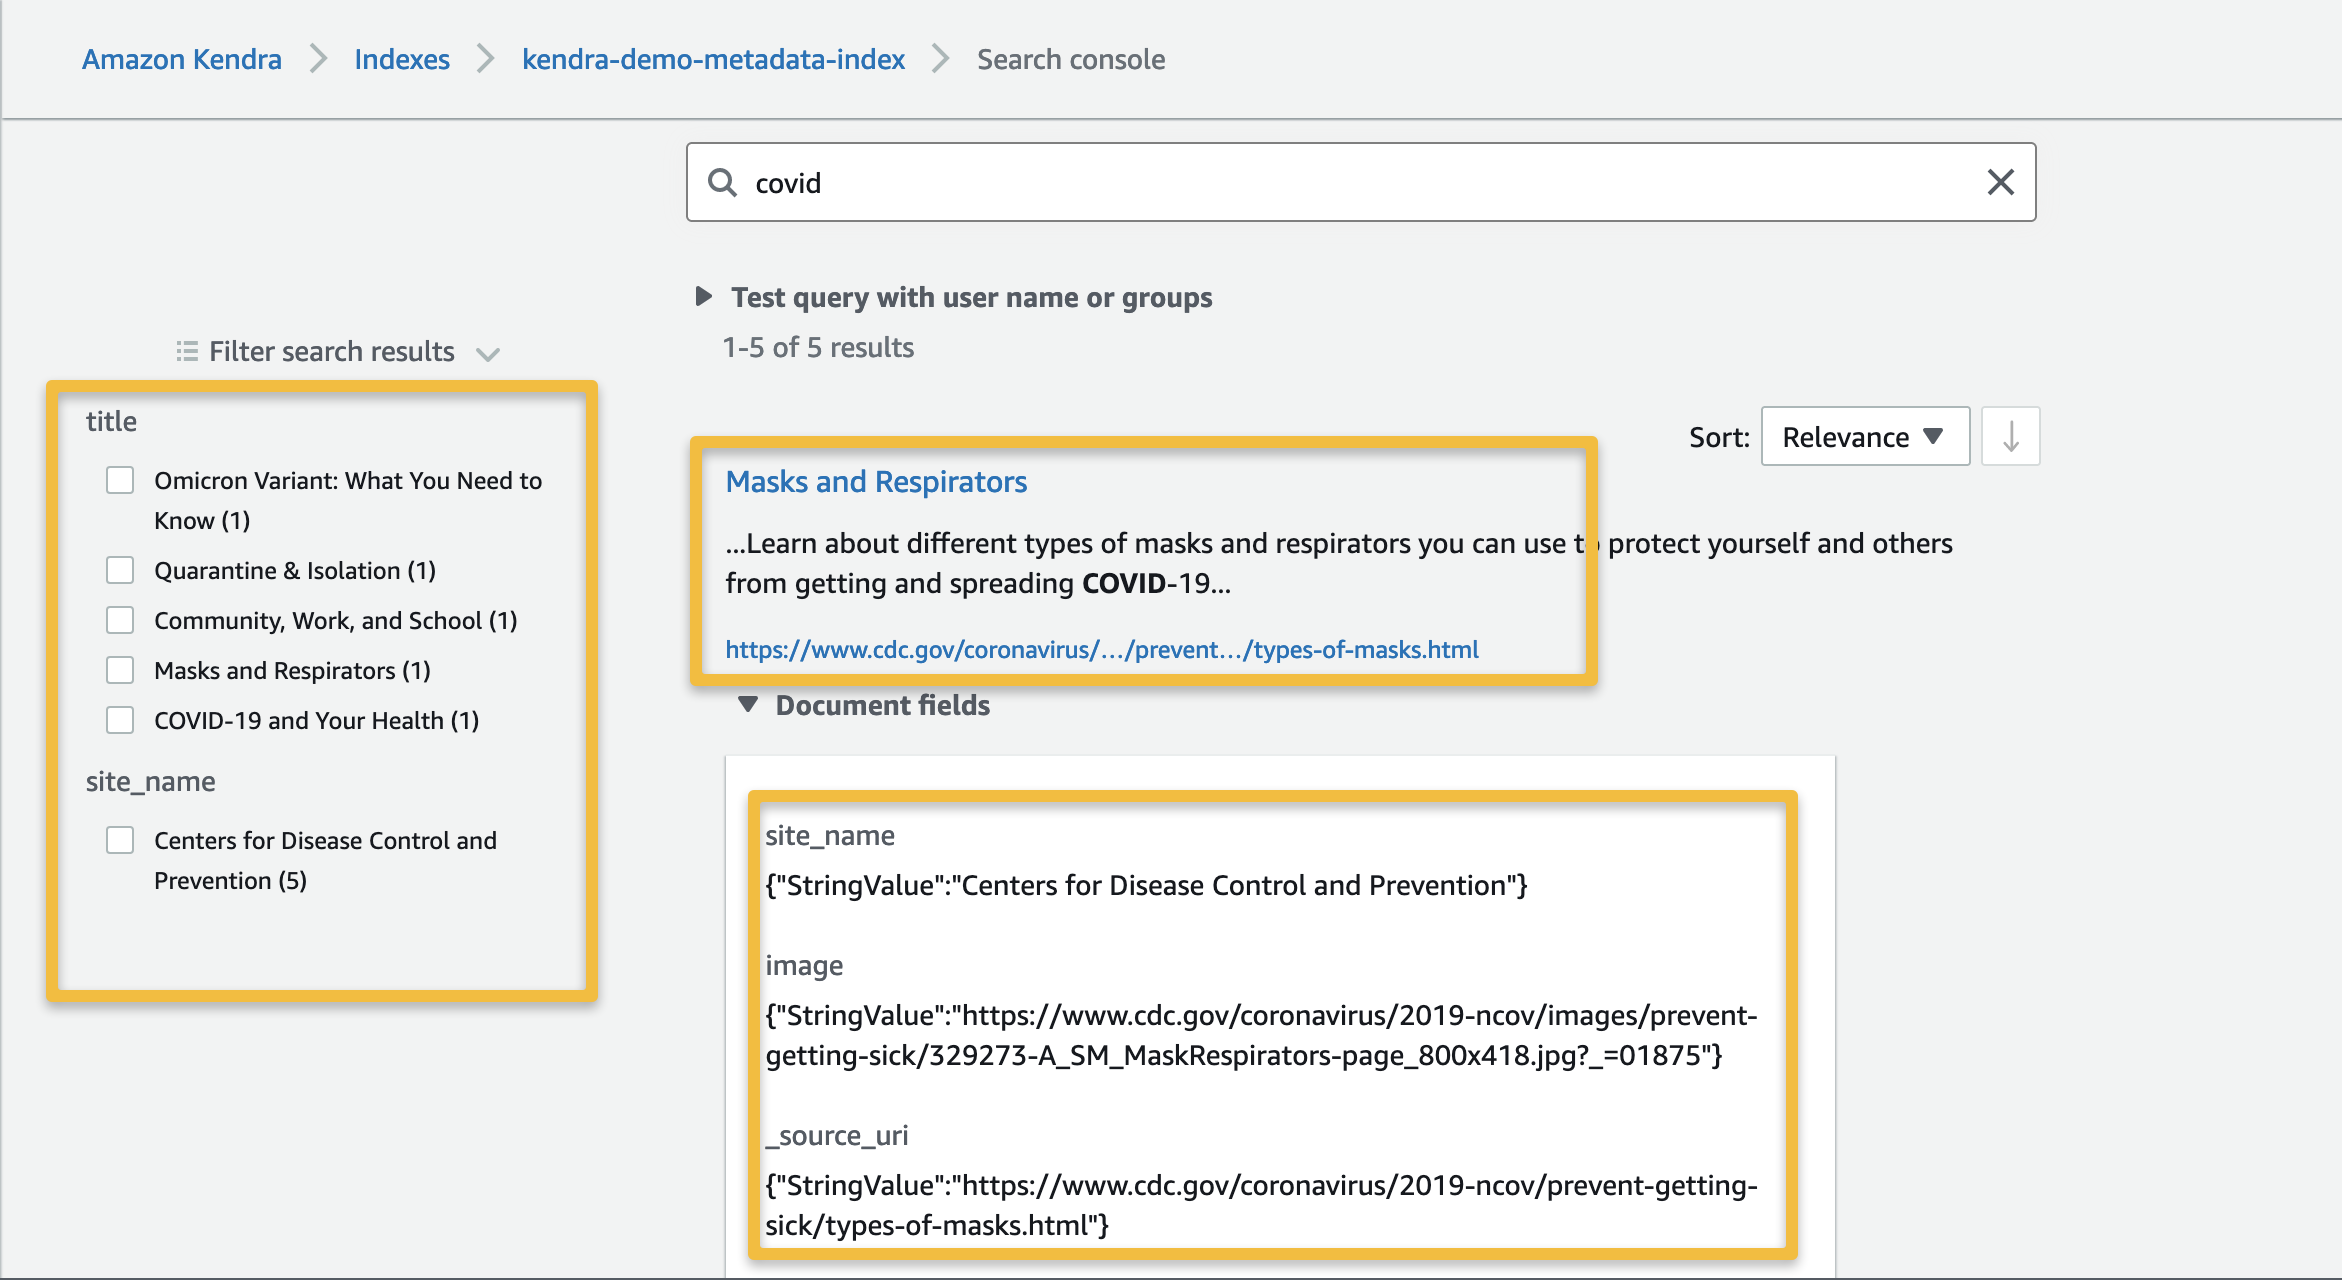 Amazon Kendra
Indexes
kendra-demo-metadata-index
Search console
covid
Test query with user name or groups
1-5 of 5 results
Filter search results
title
Omicron Variant: What You Need to
Know (1)
Quarantine & Isolation (1)
Community, Work, and School (1)
Masks and Respirators (1)
COVID-19 and Your Health (1)
site_name
Centers for Disease Control and
Prevention (5)
Sort:
Relevance
Masks and Respirators
...Learn about different types of masks and respirators you can use to protect yourself and others
from getting and spreading COVID-19...
https://www.cdc.gov/coronavirus/…/prevent…/types-of-masks.html
Document fields
site_name
{"StringValue":"Centers for Disease Control and Prevention"}
image
{"StringValue":"https://www.cdc.gov/coronavirus/2019-ncov/images/prevent-
getting-sick/329273-A_SM_MaskRespirators-page_800x418.jpg?_=01875"}
_source_uri
{"StringValue":"https://www.cdc.gov/coronavirus/2019-ncov/prevent-getting-
sick/types-of-masks.html"}